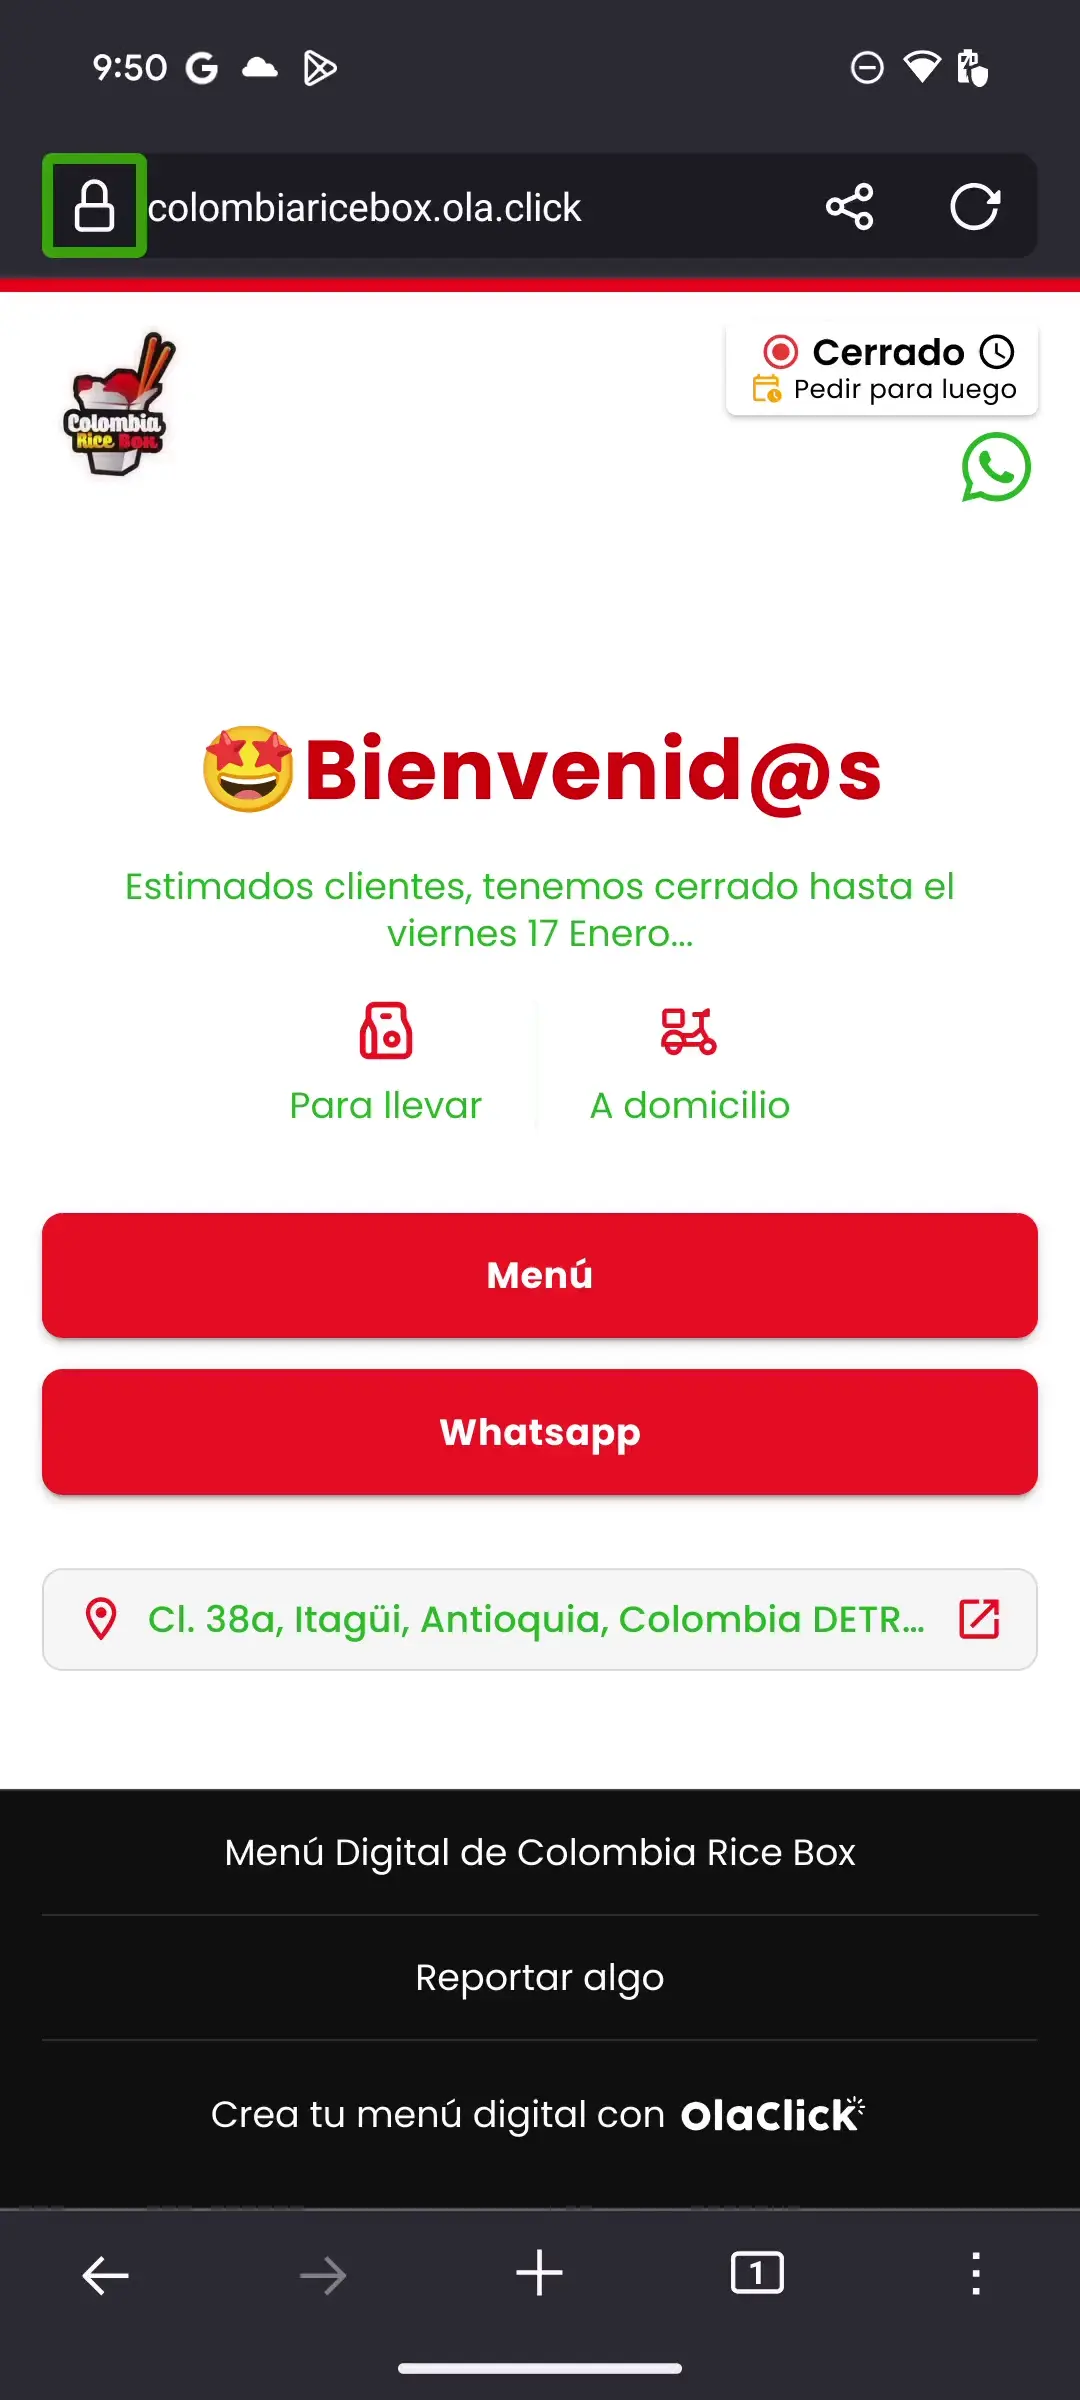 9:50
colombiaricebox.ola.click
Colombia
Rice Box
Cerrado
Pedir para luego
Bienvenid@s
Estimados clientes, tenemos cerrado hasta el
viernes 17 Enero...
Para llevar
A domicilio
Menú
Whatsapp
Cl. 38a, Itagüi, Antioquia, Colombia DETR...
Menú Digital de Colombia Rice Box
Reportar algo
Crea tu menú digital con OlaClick
1